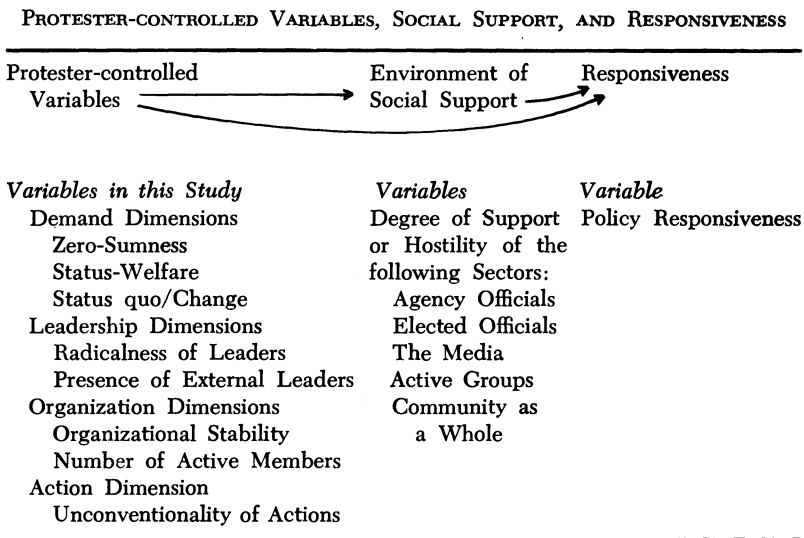 PROTESTER-CONTROLLED VARIABLES, SOCIAL SUPPORT, AND RESPONSIVENESS
Protester-controlled
Variables
Environment of
Social Support
Responsiveness
Variables in this Study
Demand Dimensions
Zero-Sumness
Status-Welfare
Status quo/Change
Leadership Dimensions
Radicalness of Leaders
Presence of External Leaders
Organization Dimensions
Organizational Stability
Number of Active Members
Action Dimension
Unconventionality of Actions
Variables
Degree of Support
or Hostility of the
following Sectors:
Agency Officials
Elected Officials
The Media
Active Groups
Community as
a Whole
Variable
Policy Responsiveness